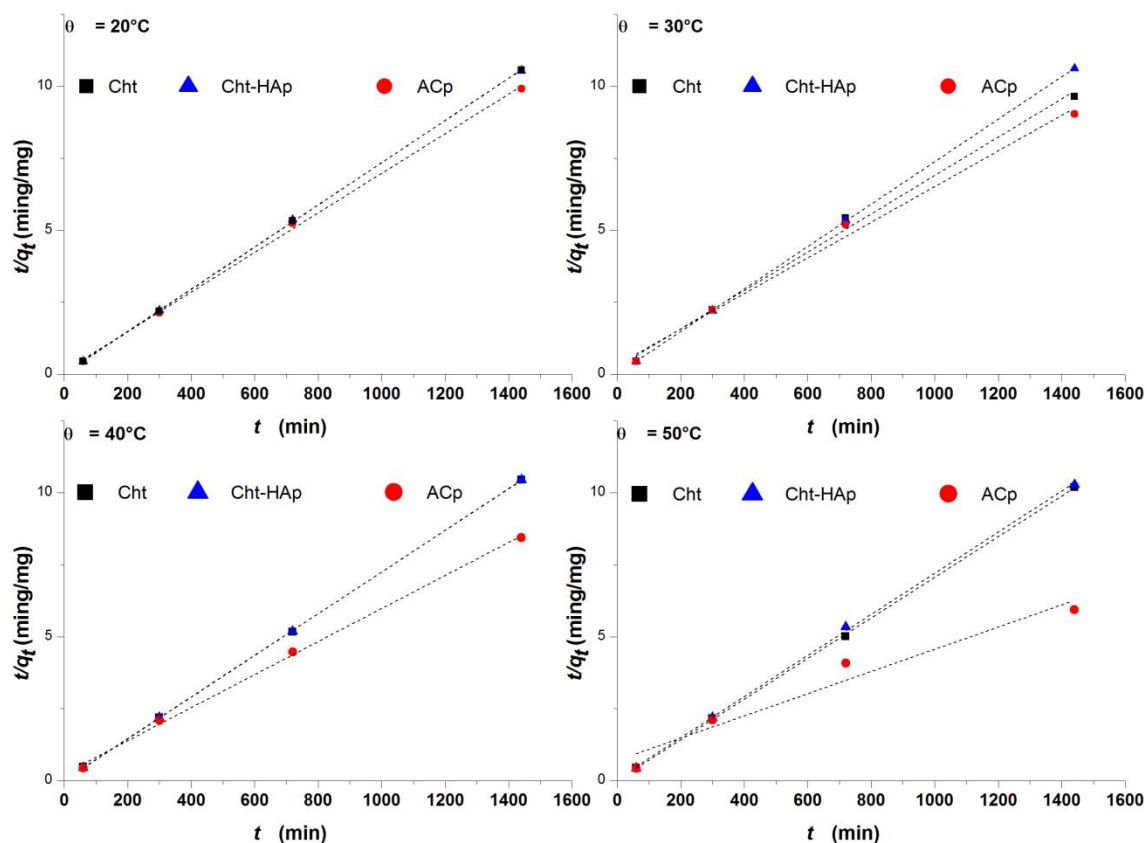 θ = 20°C
Cht Cht-HAp ACp
10
5
0
0 200 400 600 800 1000 1200 1400 1600
t/qt (ming/mg)
t (min)
θ = 30°C
Cht Cht-HAp ACp
10
5
0
0 200 400 600 800 1000 1200 1400 1600
t/qt (ming/mg)
t (min)
θ = 40°C
Cht Cht-HAp ACp
10
5
0
0 200 400 600 800 1000 1200 1400 1600
t/qt (ming/mg)
t (min)
θ = 50°C
Cht Cht-HAp ACp
10
5
0
0 200 400 600 800 1000 1200 1400 1600
t/qt (ming/mg)
t (min)